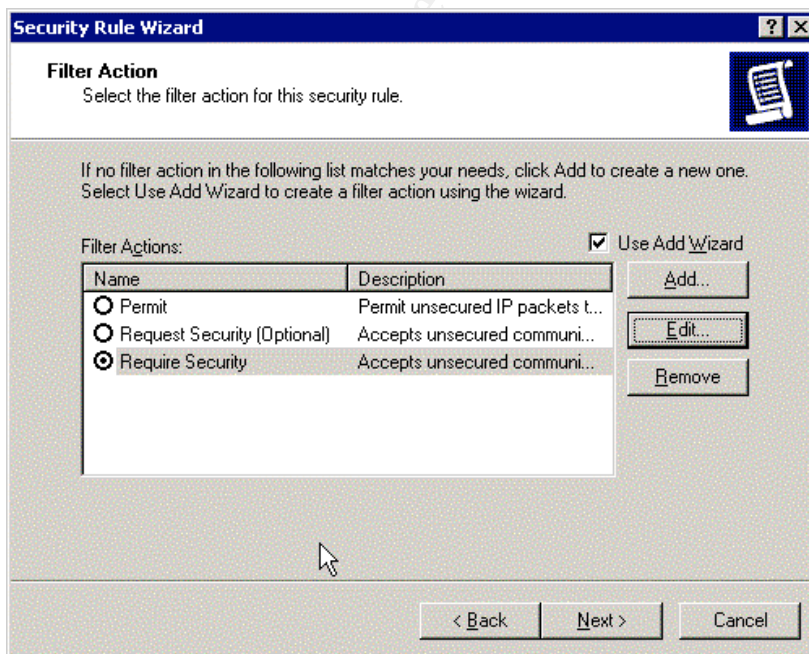 Security Rule Wizard
Filter Action
Select the filter action for this security rule.
If no filter action in the following list matches your needs, click Add to create a new one.
Select Use Add Wizard to create a filter action using the wizard.
Filter Actions:
Use Add Wizard
Name Description
Permit Permit unsecured IP packets t...
Request Security (Optional) Accepts unsecured communi...
Require Security Accepts unsecured communi...
Add...
Edit...
Remove
< Back Next > Cancel